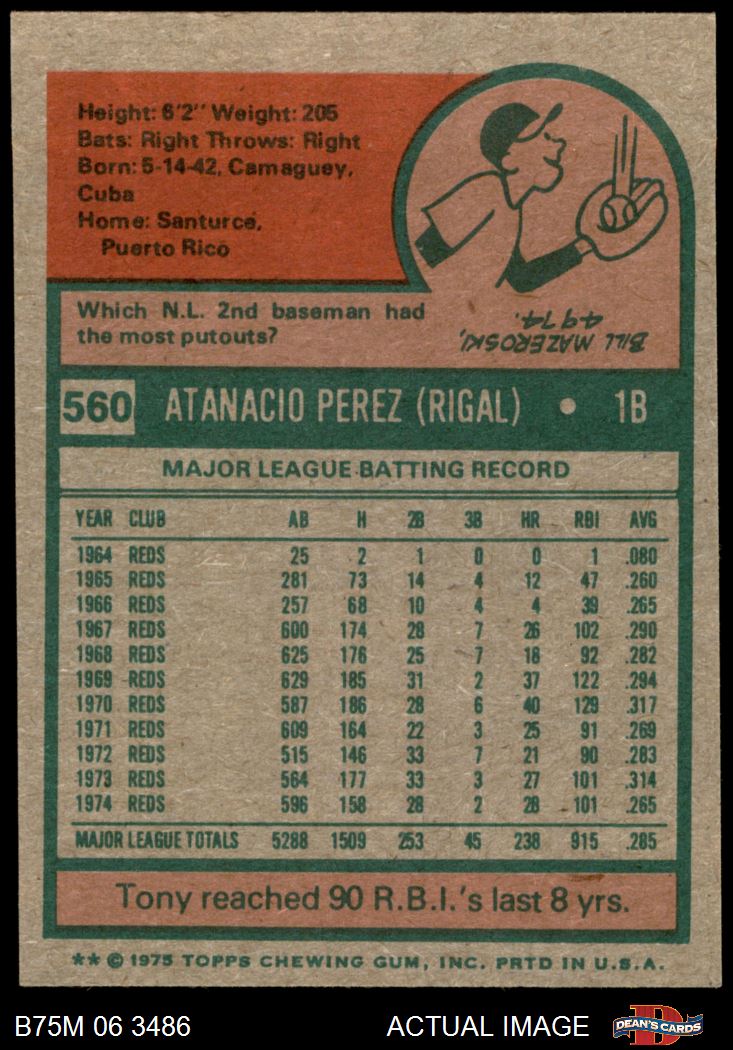 Height: 6'2" Weight: 205
Bats: Right Throws: Right
Born: 5-14-42, Camaguey,
Cuba
Home: Santurce,
Puerto Rico
Which N.L. 2nd baseman had
the most putouts?
BILL MAZEROSKI,
4974.
560 ATANACIO PEREZ (RIGAL) • 1B
MAJOR LEAGUE BATTING RECORD
YEAR CLUB AB H 2B 3B HR RBI AVG
1964 REDS 25 2 1 0 0 1 .080
1965 REDS 281 73 14 4 12 47 .260
1966 REDS 257 68 10 4 4 39 .265
1967 REDS 600 174 28 7 26 102 .290
1968 REDS 625 176 25 7 18 92 .282
1969 REDS 629 185 31 2 37 122 .294
1970 REDS 587 186 28 6 40 129 .317
1971 REDS 609 164 22 3 25 91 .269
1972 REDS 515 146 33 7 21 90 .283
1973 REDS 564 177 33 3 27 101 .314
1974 REDS 596 158 28 2 28 101 .265
MAJOR LEAGUE TOTALS 5288 1509 253 45 238 915 .285
Tony reached 90 R.B.I.'s last 8 yrs.
** © 1975 TOPPS CHEWING GUM, INC. PRTD IN U.S.A.
B75M 06 3486 ACTUAL IMAGE DEAN'S CARDS